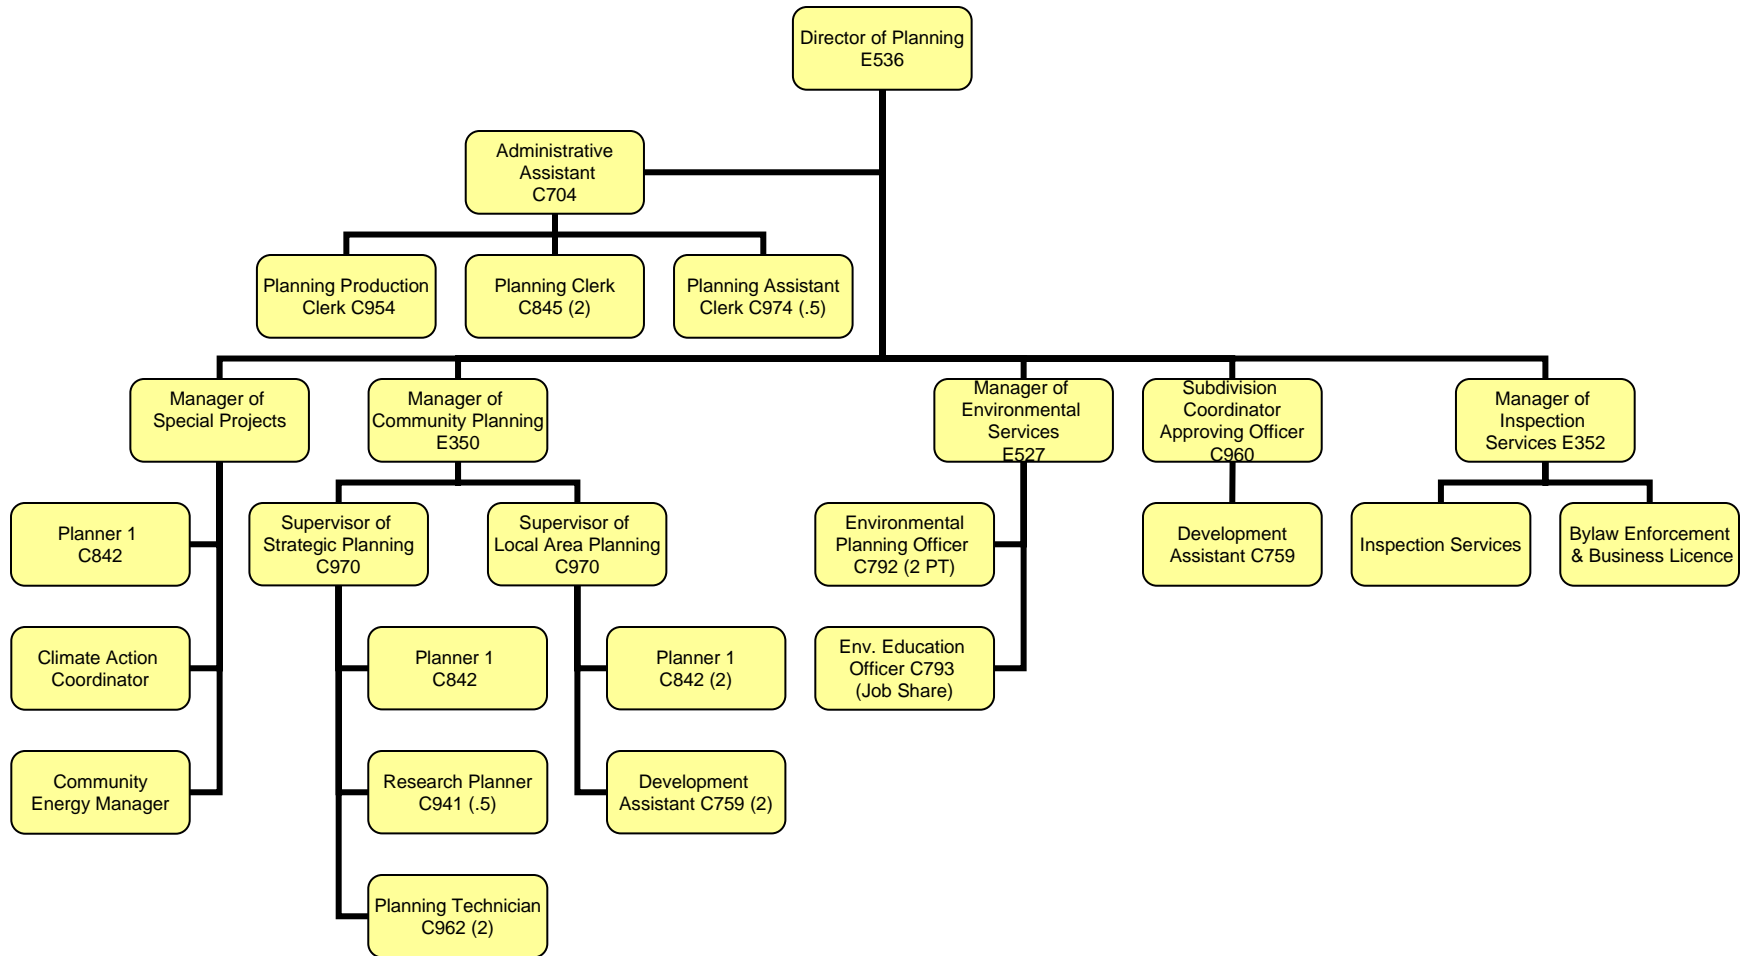 Director of Planning
E536
Administrative
Assistant
C704
Planning Production
Clerk C954
Planning Clerk
C845 (2)
Planning Assistant
Clerk C974 (.5)
Manager of
Special Projects
Manager of
Community Planning
E350
Manager of
Environmental
Services
E527
Subdivision
Coordinator
Approving Officer
C960
Manager of
Inspection
Services E352
Planner 1
C842
Supervisor of
Strategic Planning
C970
Supervisor of
Local Area Planning
C970
Environmental
Planning Officer
C792 (2 PT)
Development
Assistant C759
Inspection Services
Bylaw Enforcement
& Business Licence
Climate Action
Coordinator
Planner 1
C842
Planner 1
C842 (2)
Env. Education
Officer C793
(Job Share)
Community
Energy Manager
Research Planner
C941 (.5)
Development
Assistant C759 (2)
Planning Technician
C962 (2)